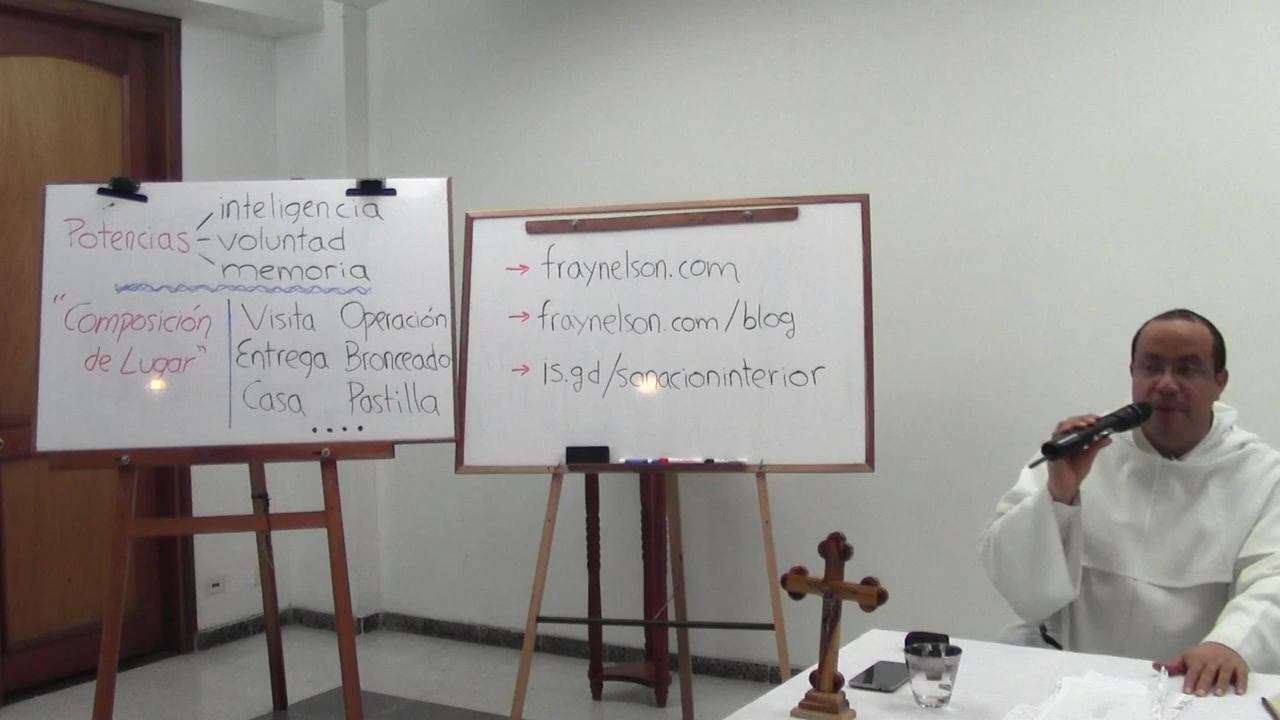 Potencias
inteligencia
voluntad
memoria
"Composición
de Lugar"
Visita Operación
Entrega Bronceado
Casa Pastilla
....
→ fraynelson.com
→ fraynelson.com/blog
→ is.gd/sanacioninterior